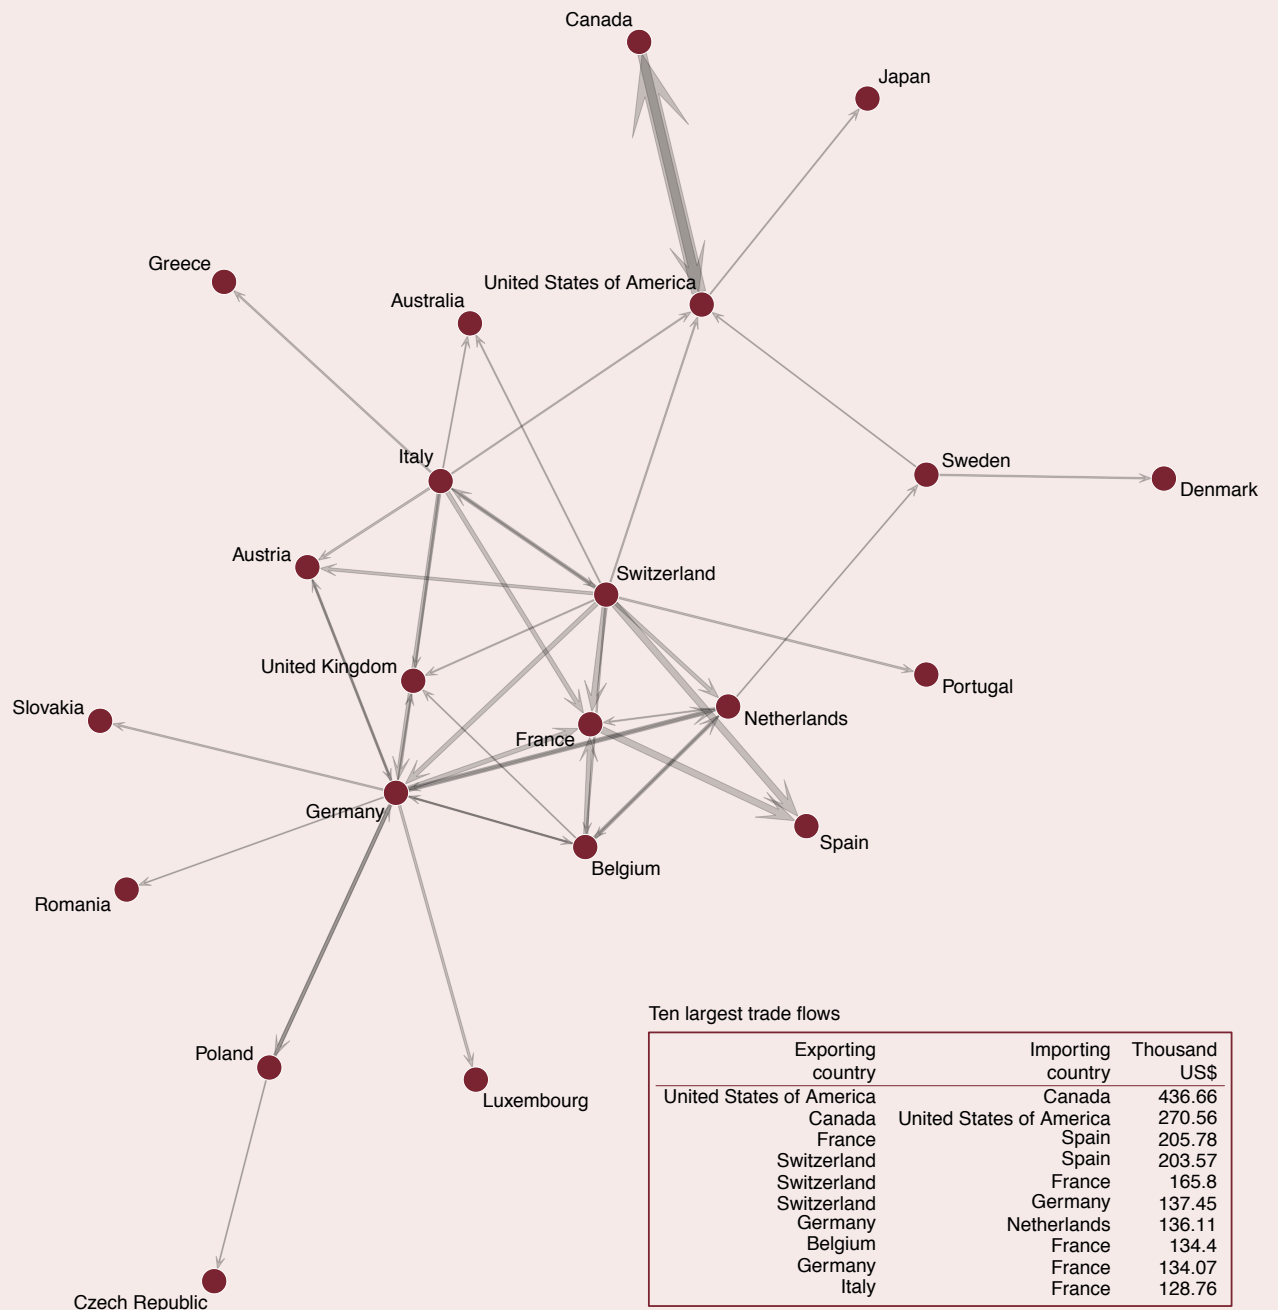 Canada
Japan
Greece
Australia
United States of America
Italy
Sweden
Denmark
Austria
Switzerland
United Kingdom
Portugal
Slovakia
Netherlands
France
Germany
Spain
Belgium
Romania
Poland
Luxembourg
Czech Republic
Ten largest trade flows
Exporting Importing Thousand
country country US$
United States of America Canada 436.66
Canada United States of America 270.56
France Spain 205.78
Switzerland Spain 203.57
Switzerland France 165.8
Switzerland Germany 137.45
Germany Netherlands 136.11
Belgium France 134.4
Germany France 134.07
Italy France 128.76